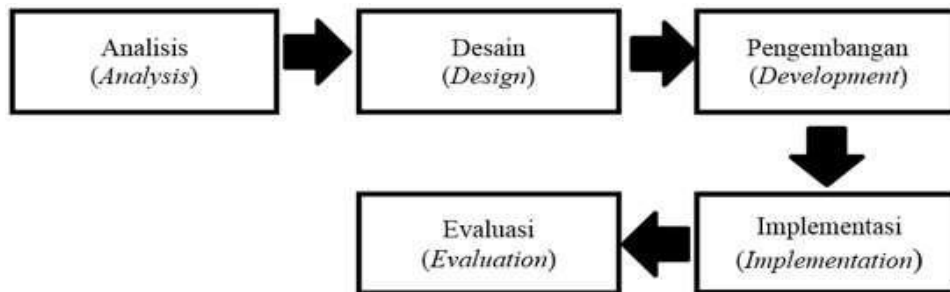 Analisis
(Analysis)
Desain
(Design)
Pengembangan
(Development)
Implementasi
(Implementation)
Evaluasi
(Evaluation)